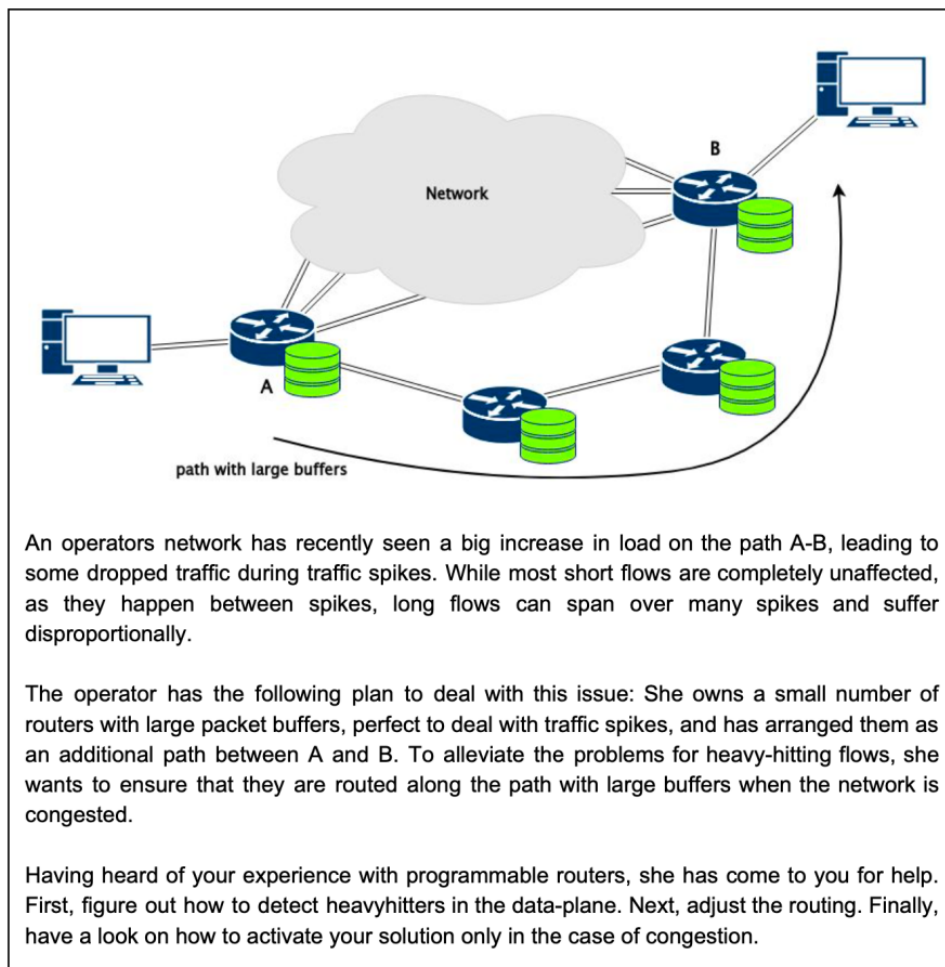 B
Network
A
path with large buffers
An operators network has recently seen a big increase in load on the path A-B, leading to
some dropped traffic during traffic spikes. While most short flows are completely unaffected,
as they happen between spikes, long flows can span over many spikes and suffer
disproportionally.
The operator has the following plan to deal with this issue: She owns a small number of
routers with large packet buffers, perfect to deal with traffic spikes, and has arranged them as
an additional path between A and B. To alleviate the problems for heavy-hitting flows, she
wants to ensure that they are routed along the path with large buffers when the network is
congested.
Having heard of your experience with programmable routers, she has come to you for help.
First, figure out how to detect heavyhitters in the data-plane. Next, adjust the routing. Finally,
have a look on how to activate your solution only in the case of congestion.